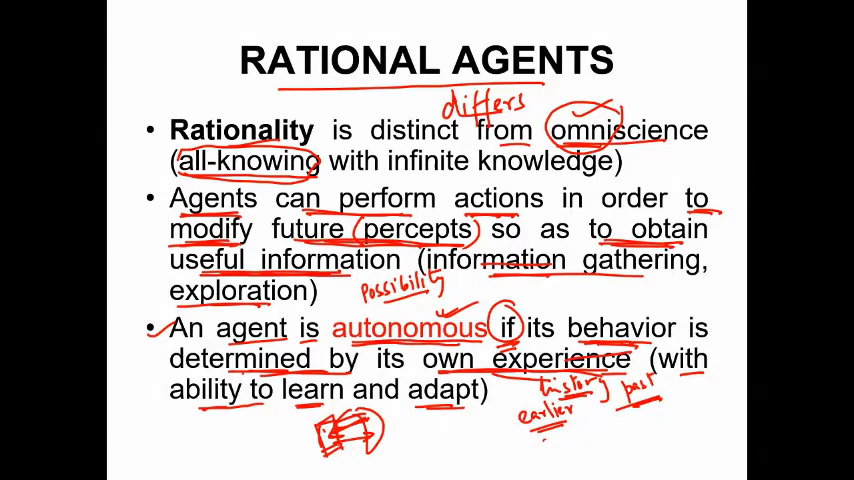 RATIONAL AGENTS
differs
• Rationality is distinct from omniscience
(all-knowing with infinite knowledge)
• Agents can perform actions in order to
modify future percepts so as to obtain
useful information (information gathering,
exploration)
possibility
• An agent is autonomous if its behavior is
determined by its own experience (with
ability to learn and adapt)
history past
earlier